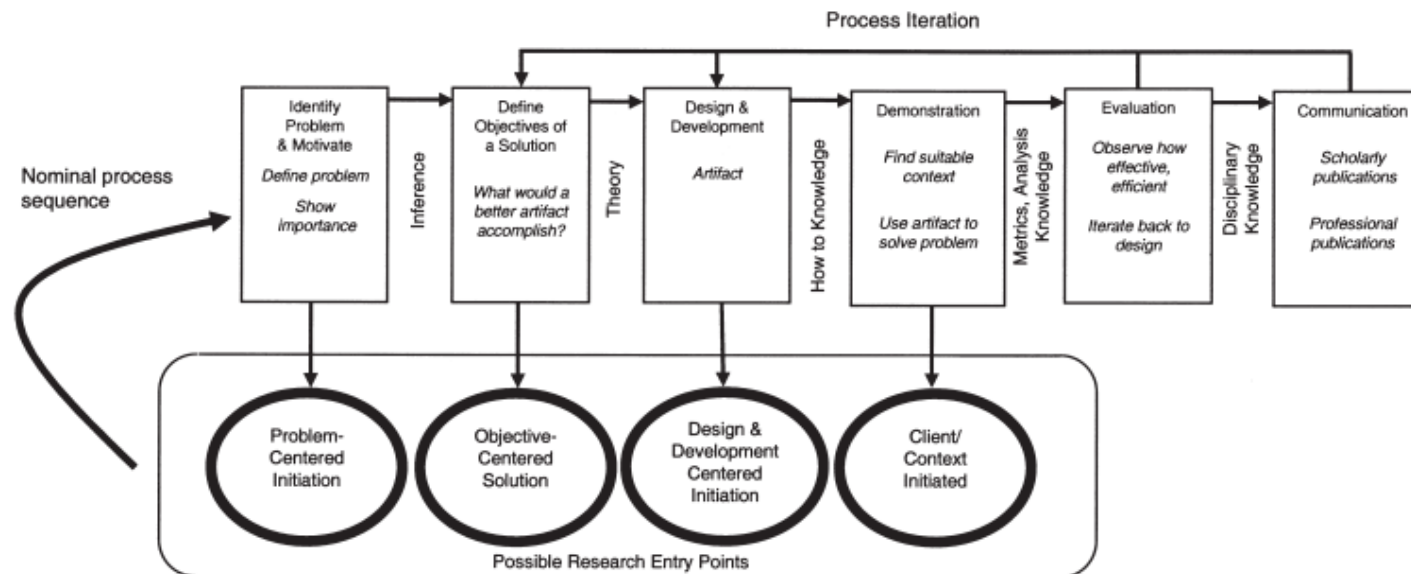 Process Iteration
Nominal process
sequence
Identify
Problem
& Motivate
Define problem
Show
importance
Inference
Define
Objectives of
a Solution
What would a
better artifact
accomplish?
Theory
Design &
Development
Artifact
How to Knowledge
Demonstration
Find suitable
context
Use artifact to
solve problem
Metrics, Analysis
Knowledge
Evaluation
Observe how
effective,
efficient
Iterate back to
design
Disciplinary
Knowledge
Communication
Scholarly
publications
Professional
publications
Problem-
Centered
Initiation
Objective-
Centered
Solution
Design &
Development
Centered
Initiation
Client/
Context
Initiated
Possible Research Entry Points